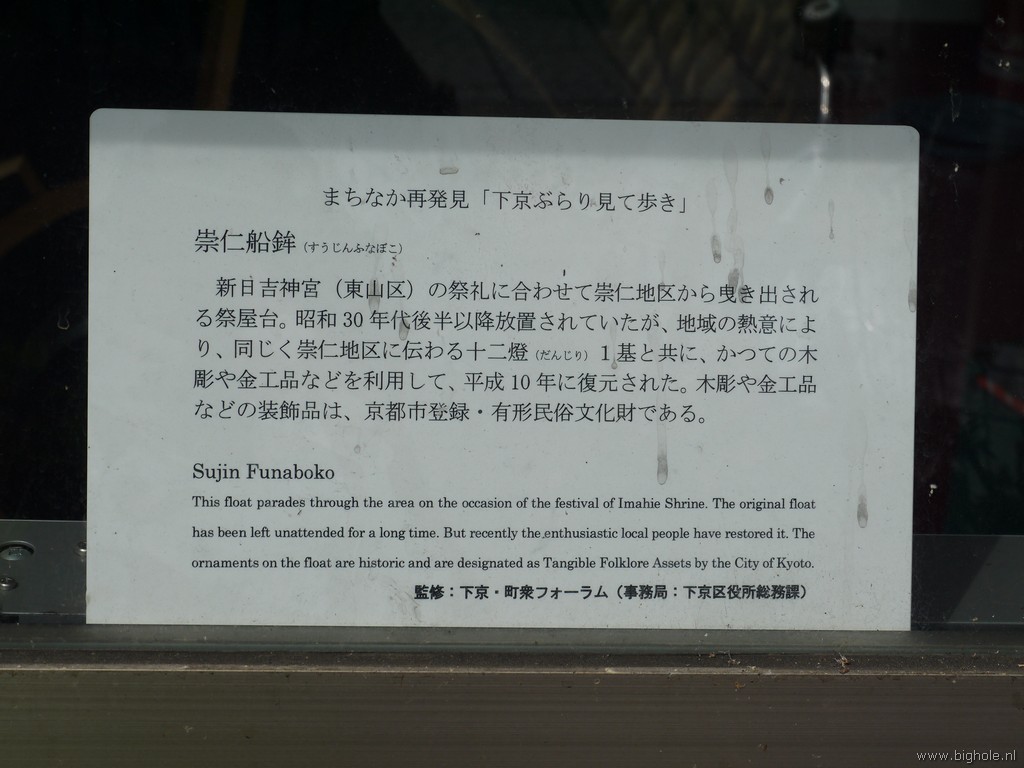 まちなか再発見「下京ぶらり見て歩き」
崇仁船鉾(すうじんふなぼこ)
新日吉神宮(東山区)の祭礼に合わせて崇仁地区から曳き出され
る祭屋台。昭和30年代後半以降放置されていたが、地域の熱意によ
り、同じく崇仁地区に伝わる十二燈(だんじり)1基と共に、かつての木
彫や金工品などを利用して、平成10年に復元された。木彫や金工品
などの装飾品は、京都市登録・有形民俗文化財である。
Sujin Funaboko
This float parades through the area on the occasion of the festival of Imahie Shrine. The original float
has been left unattended for a long time. But recently the enthusiastic local people have restored it. The
ornaments on the float are historic and are designated as Tangible Folklore Assets by the City of Kyoto.
監修:下京・町衆フォーラム(事務局:下京区役所総務課)
www.bighole.nl